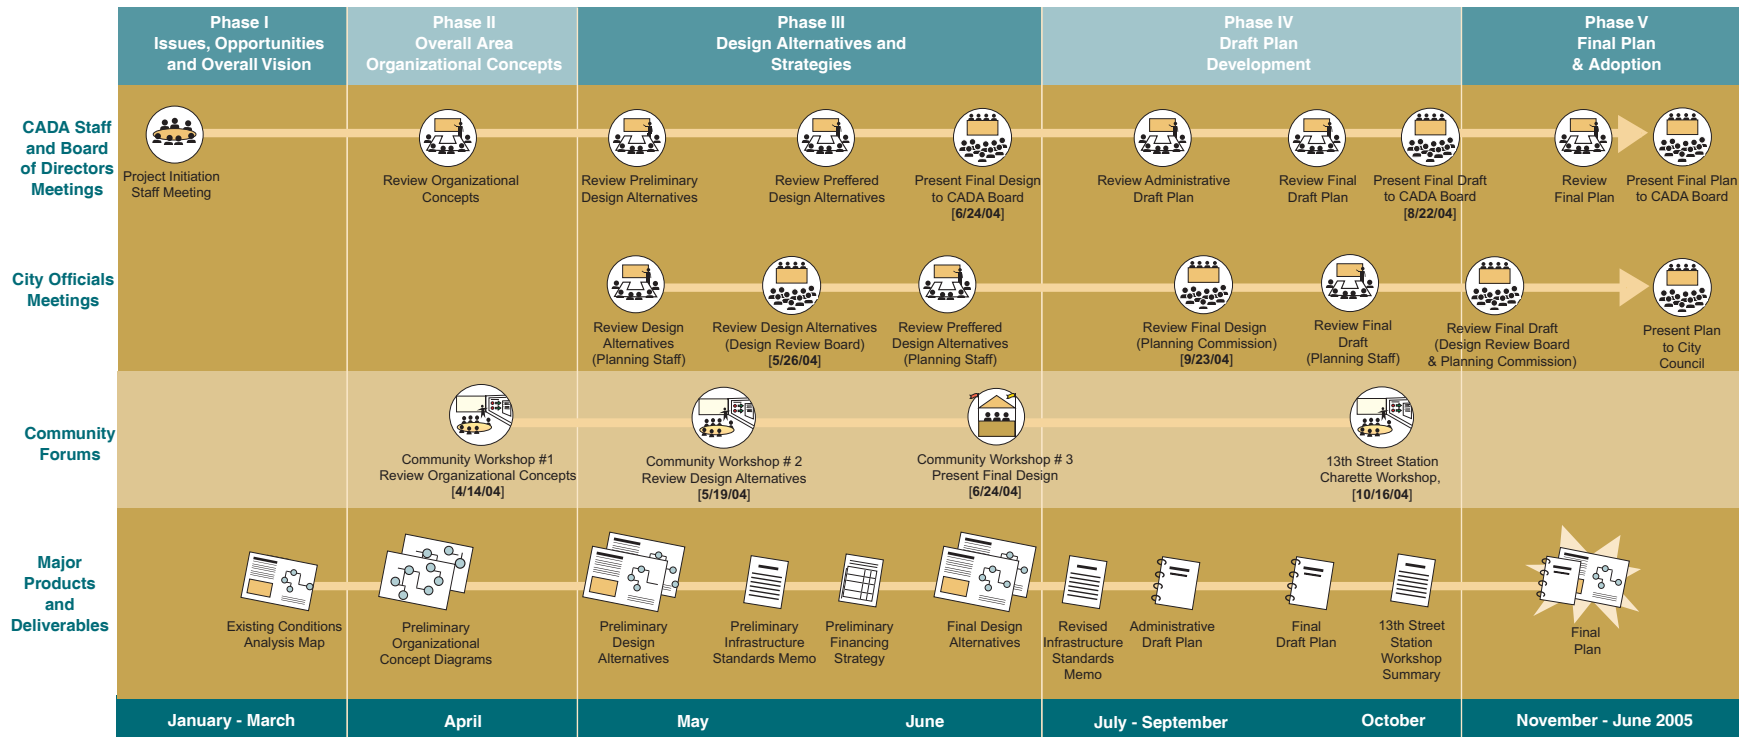 Phase I
Issues, Opportunities
and Overall Vision
Phase II
Overall Area
Organizational Concepts
Phase III
Design Alternatives and
Strategies
Phase IV
Draft Plan
Development
Phase V
Final Plan
& Adoption
CADA Staff
and Board
of Directors
Meetings
Project Initiation
Staff Meeting
Review Organizational
Concepts
Review Preliminary
Design Alternatives
Review Preffered
Design Alternatives
Present Final Design
to CADA Board
[6/24/04]
Review Administrative
Draft Plan
Review Final
Draft Plan
Present Final Draft
to CADA Board
[8/22/04]
Review
Final Plan
Present Final Plan
to CADA Board
City Officials
Meetings
Review Design
Alternatives
(Planning Staff)
Review Design Alternatives
(Design Review Board)
[5/26/04]
Review Preffered
Design Alternatives
(Planning Staff)
Review Final Design
(Planning Commission)
[9/23/04]
Review Final
Draft
(Planning Staff)
Review Final Draft
(Design Review Board
& Planning Commission)
Present Plan
to City
Council
Community
Forums
Community Workshop #1
Review Organizational Concepts
[4/14/04]
Community Workshop # 2
Review Design Alternatives
[5/19/04]
Community Workshop # 3
Present Final Design
[6/24/04]
13th Street Station
Charette Workshop,
[10/16/04]
Major
Products
and
Deliverables
Existing Conditions
Analysis Map
Preliminary
Organizational
Concept Diagrams
Preliminary
Design
Alternatives
Preliminary
Infrastructure
Standards Memo
Preliminary
Financing
Strategy
Final Design
Alternatives
Revised
Infrastructure
Standards
Memo
Administrative
Draft Plan
Final
Draft Plan
13th Street
Station
Workshop
Summary
Final
Plan
January - March
April
May
June
July - September
October
November - June 2005